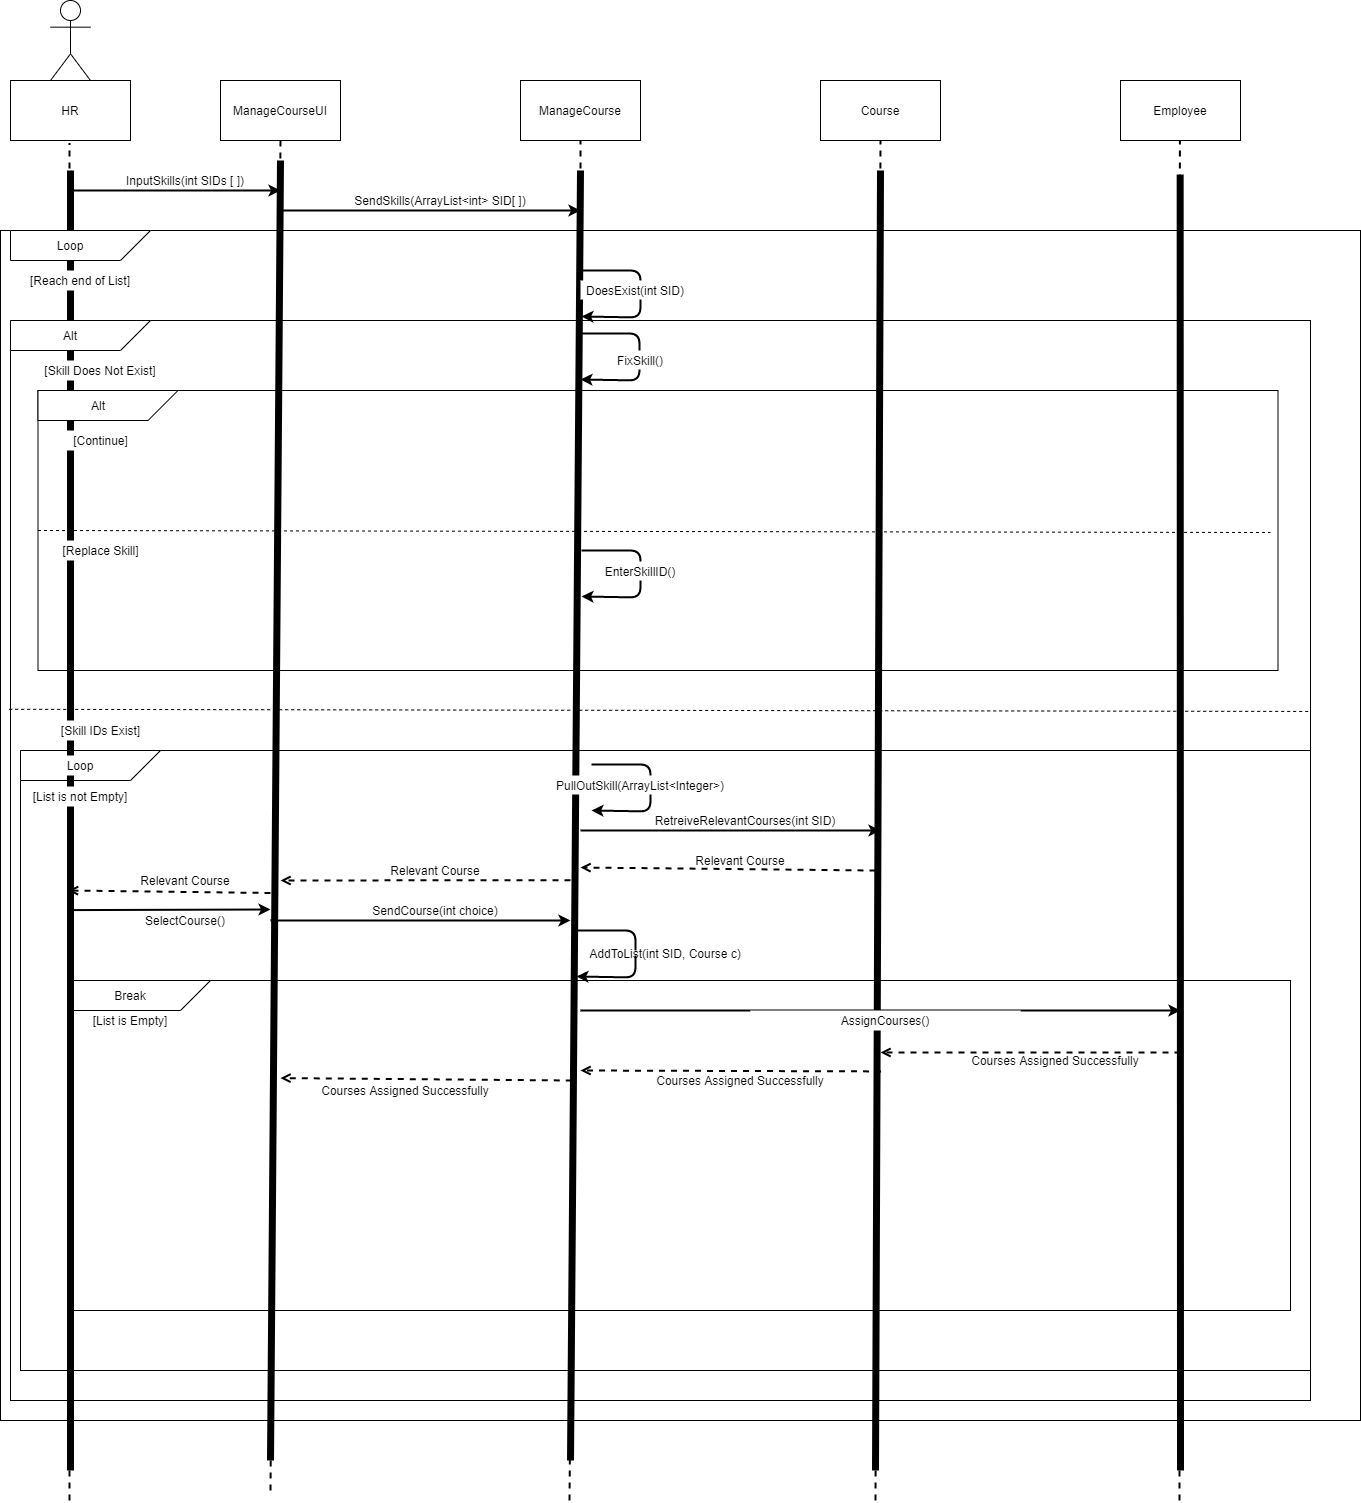 HR
ManageCourseUI
ManageCourse
Course
Employee
InputSkills(int SIDs [ ])
SendSkills(ArrayList<int> SID[ ])
Loop
[Reach end of List]
DoesExist(int SID)
Alt
[Skill Does Not Exist]
FixSkill()
Alt
[Continue]
[Replace Skill]
EnterSkillID()
[Skill IDs Exist]
Loop
[List is not Empty]
PullOutSkill(ArrayList<Integer>)
RetreiveRelevantCourses(int SID)
Relevant Course
Relevant Course
Relevant Course
SelectCourse()
SendCourse(int choice)
AddToList(int SID, Course c)
Break
[List is Empty]
AssignCourses()
Courses Assigned Successfully
Courses Assigned Successfully
Courses Assigned Successfully